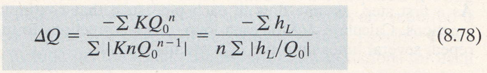 ΔQ = −Σ KQ₀ⁿ / Σ |KnQ₀ⁿ⁻¹| = −Σ h_L / n Σ |h_L/Q₀| (8.78)